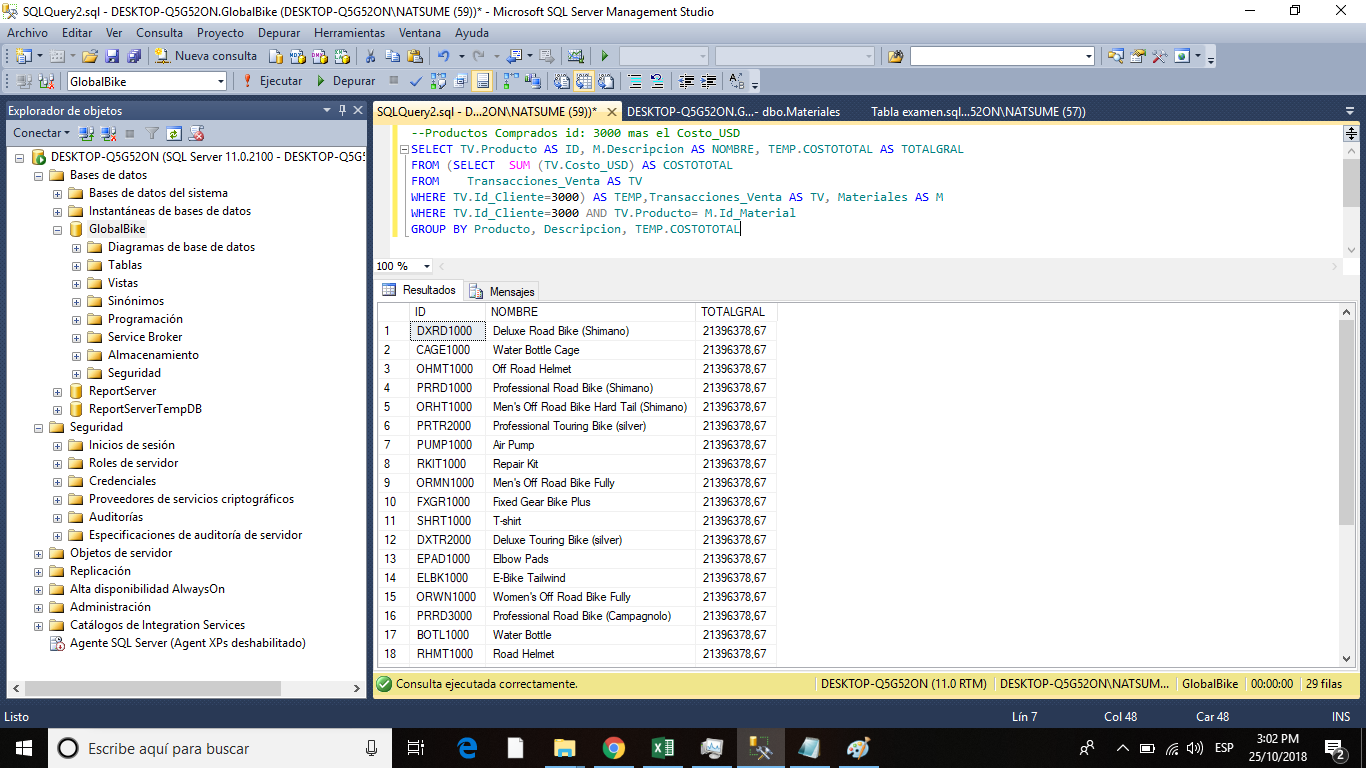 SQLQuery2.sql - DESKTOP-Q5G52ON.GlobalBike (DESKTOP-Q5G52ON\NATSUME (59))* - Microsoft SQL Server Management Studio
Archivo Editar Ver Consulta Proyecto Depurar Herramientas Ventana Ayuda
Nueva consulta
GlobalBike Ejecutar Depurar
Explorador de objetos
Conectar
DESKTOP-Q5G52ON (SQL Server 11.0.2100 - DESKTOP-Q5G5
Bases de datos
Bases de datos del sistema
Instantáneas de bases de datos
GlobalBike
Diagramas de base de datos
Tablas
Vistas
Sinónimos
Programación
Service Broker
Almacenamiento
Seguridad
ReportServer
ReportServerTempDB
Seguridad
Inicios de sesión
Roles de servidor
Credenciales
Proveedores de servicios criptográficos
Auditorías
Especificaciones de auditoría de servidor
Objetos de servidor
Replicación
Alta disponibilidad AlwaysOn
Administración
Catálogos de Integration Services
Agente SQL Server (Agent XPs deshabilitado)
SQLQuery2.sql - D...2ON\NATSUME (59))* DESKTOP-Q5G52ON.G...- dbo.Materiales Tabla examen.sql...52ON\NATSUME (57))
--Productos Comprados id: 3000 mas el Costo_USD
SELECT TV.Producto AS ID, M.Descripcion AS NOMBRE, TEMP.COSTOTOTAL AS TOTALGRAL
FROM (SELECT SUM (TV.Costo_USD) AS COSTOTOTAL
FROM Transacciones_Venta AS TV
WHERE TV.Id_Cliente=3000) AS TEMP,Transacciones_Venta AS TV, Materiales AS M
WHERE TV.Id_Cliente=3000 AND TV.Producto= M.Id_Material
GROUP BY Producto, Descripcion, TEMP.COSTOTOTAL
100 %
Resultados Mensajes
ID NOMBRE TOTALGRAL
1 DXRD1000 Deluxe Road Bike (Shimano) 21396378,67
2 CAGE1000 Water Bottle Cage 21396378,67
3 OHMT1000 Off Road Helmet 21396378,67
4 PRRD1000 Professional Road Bike (Shimano) 21396378,67
5 ORHT1000 Men's Off Road Bike Hard Tail (Shimano) 21396378,67
6 PRTR2000 Professional Touring Bike (silver) 21396378,67
7 PUMP1000 Air Pump 21396378,67
8 RKIT1000 Repair Kit 21396378,67
9 ORMN1000 Men's Off Road Bike Fully 21396378,67
10 FXGR1000 Fixed Gear Bike Plus 21396378,67
11 SHRT1000 T-shirt 21396378,67
12 DXTR2000 Deluxe Touring Bike (silver) 21396378,67
13 EPAD1000 Elbow Pads 21396378,67
14 ELBK1000 E-Bike Tailwind 21396378,67
15 ORWN1000 Women's Off Road Bike Fully 21396378,67
16 PRRD3000 Professional Road Bike (Campagnolo) 21396378,67
17 BOTL1000 Water Bottle 21396378,67
18 RHMT1000 Road Helmet 21396378,67
Consulta ejecutada correctamente. DESKTOP-Q5G52ON (11.0 RTM) DESKTOP-Q5G52ON\NATSUM... GlobalBike 00:00:00 29 filas
Listo Lín 7 Col 48 Car 48 INS
Escribe aquí para buscar ESP 3:02 PM
25/10/2018 2